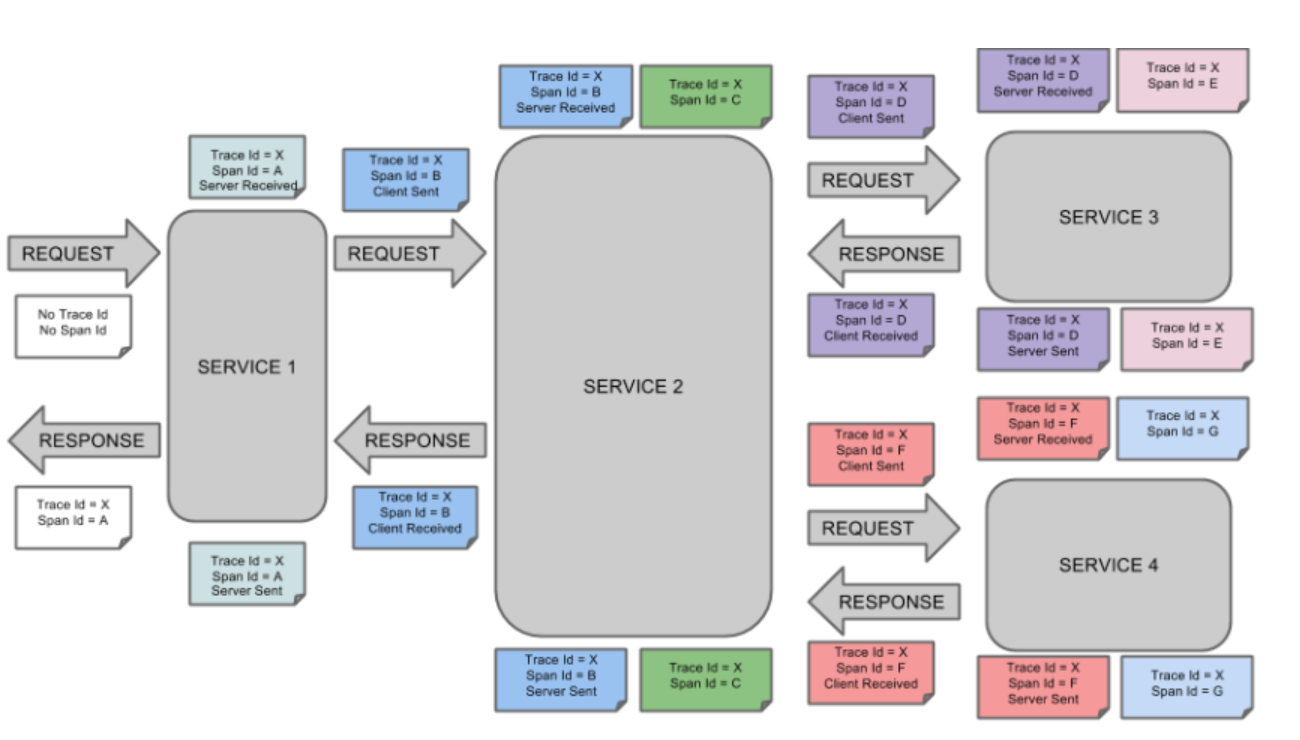 Trace Id = X
Span Id = B
Server Received
Trace Id = X
Span Id = C
Trace Id = X
Span Id = D
Client Sent
Trace Id = X
Span Id = D
Server Received
Trace Id = X
Span Id = E
Trace Id = X
Span Id = A
Server Received
Trace Id = X
Span Id = B
Client Sent
REQUEST
No Trace Id
No Span Id
SERVICE 1
REQUEST
SERVICE 2
REQUEST
RESPONSE
SERVICE 3
Trace Id = X
Span Id = D
Client Received
Trace Id = X
Span Id = D
Server Sent
Trace Id = X
Span Id = E
RESPONSE
Trace Id = X
Span Id = A
Trace Id = X
Span Id = A
Server Sent
RESPONSE
Trace Id = X
Span Id = B
Client Received
Trace Id = X
Span Id = F
Client Sent
Trace Id = X
Span Id = F
Server Received
Trace Id = X
Span Id = G
REQUEST
RESPONSE
SERVICE 4
Trace Id = X
Span Id = B
Server Sent
Trace Id = X
Span Id = C
Trace Id = X
Span Id = F
Client Received
Trace Id = X
Span Id = F
Server Sent
Trace Id = X
Span Id = G